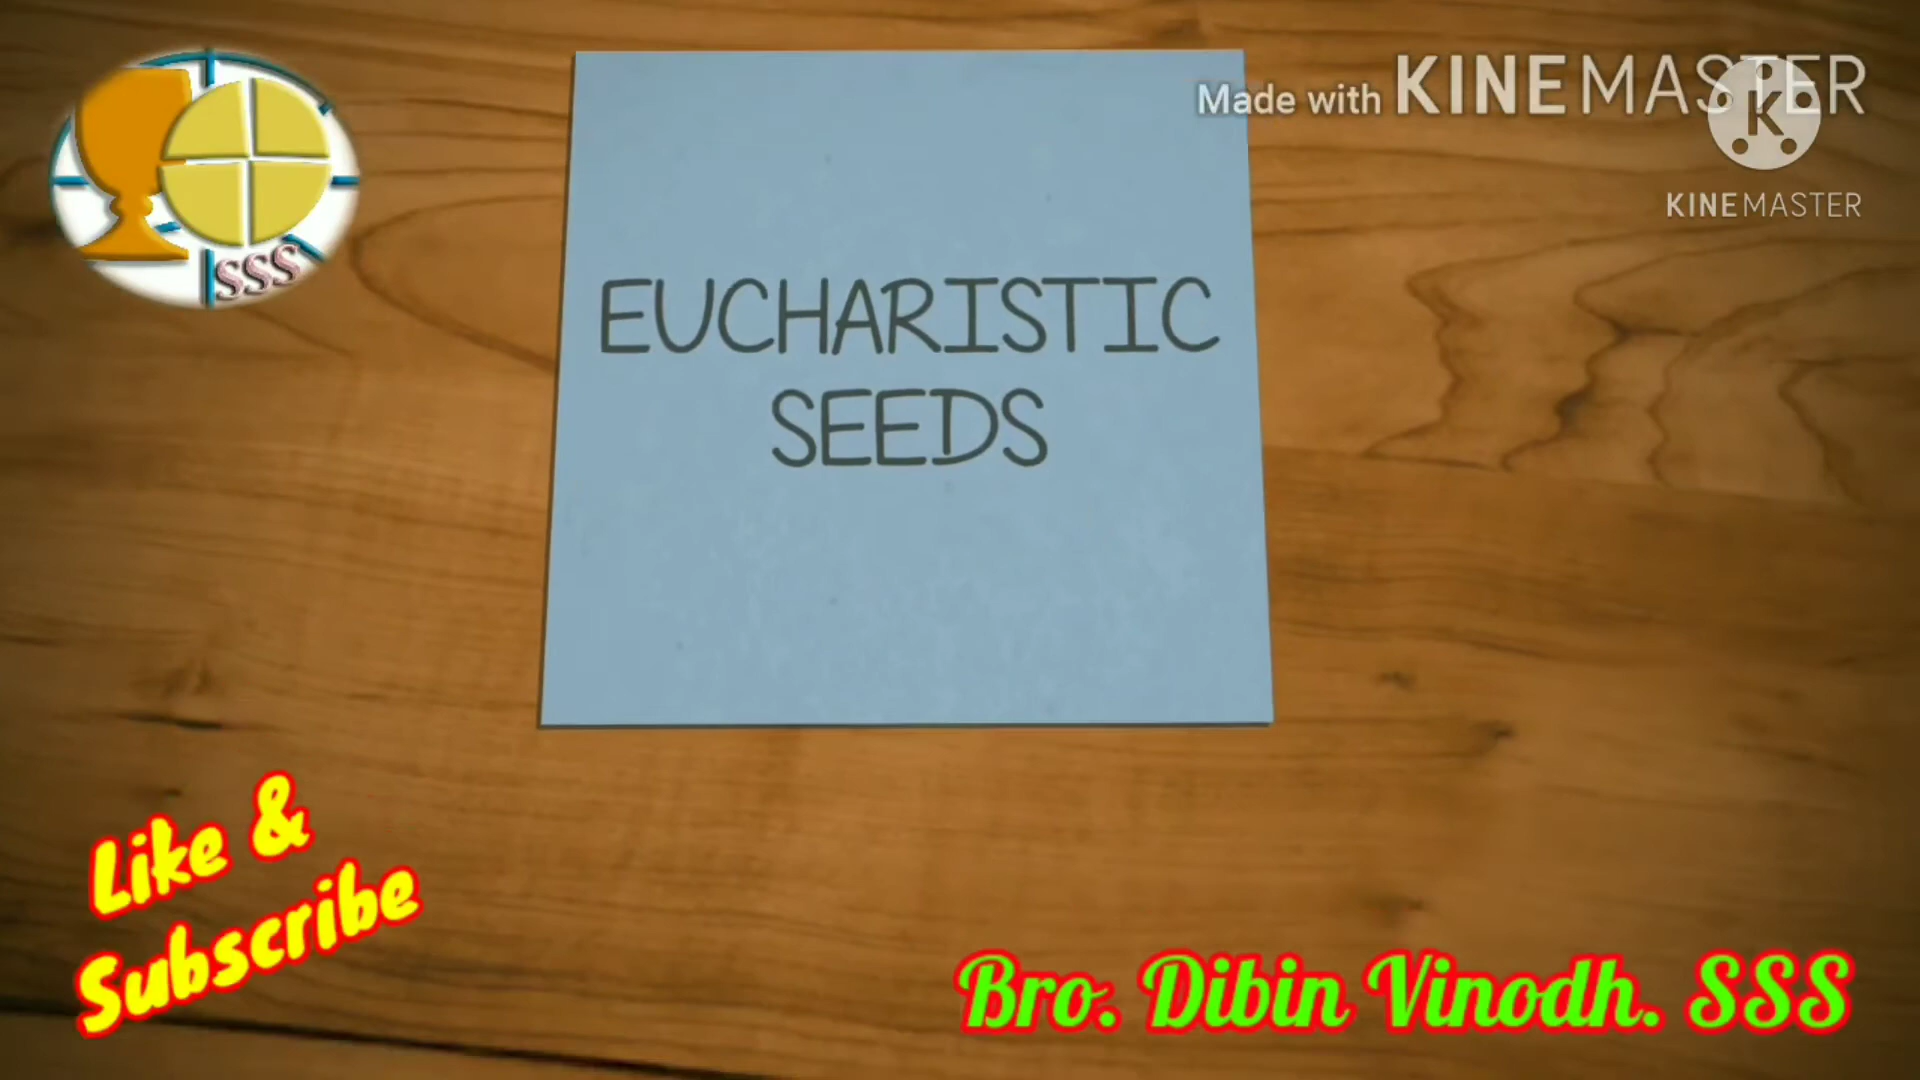 SSS
Made with KINEMASTER
K
KINEMASTER
EUCHARISTIC
SEEDS
Like &
Subscribe
Bro. Dibin Vinodh. SSS